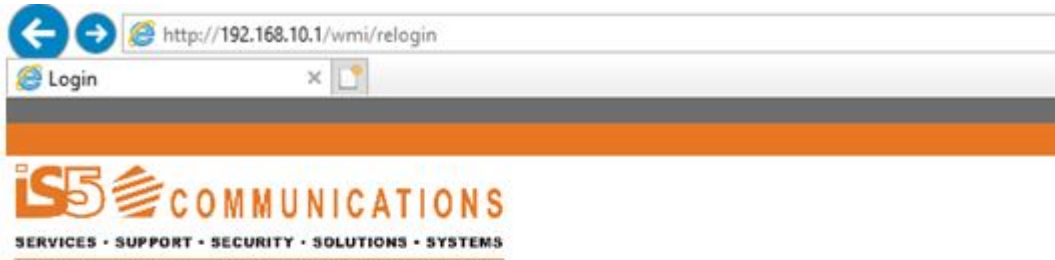 http://192.168.10.1/wmi/relogin
Login
iS5 COMMUNICATIONS
SERVICES • SUPPORT • SECURITY • SOLUTIONS • SYSTEMS